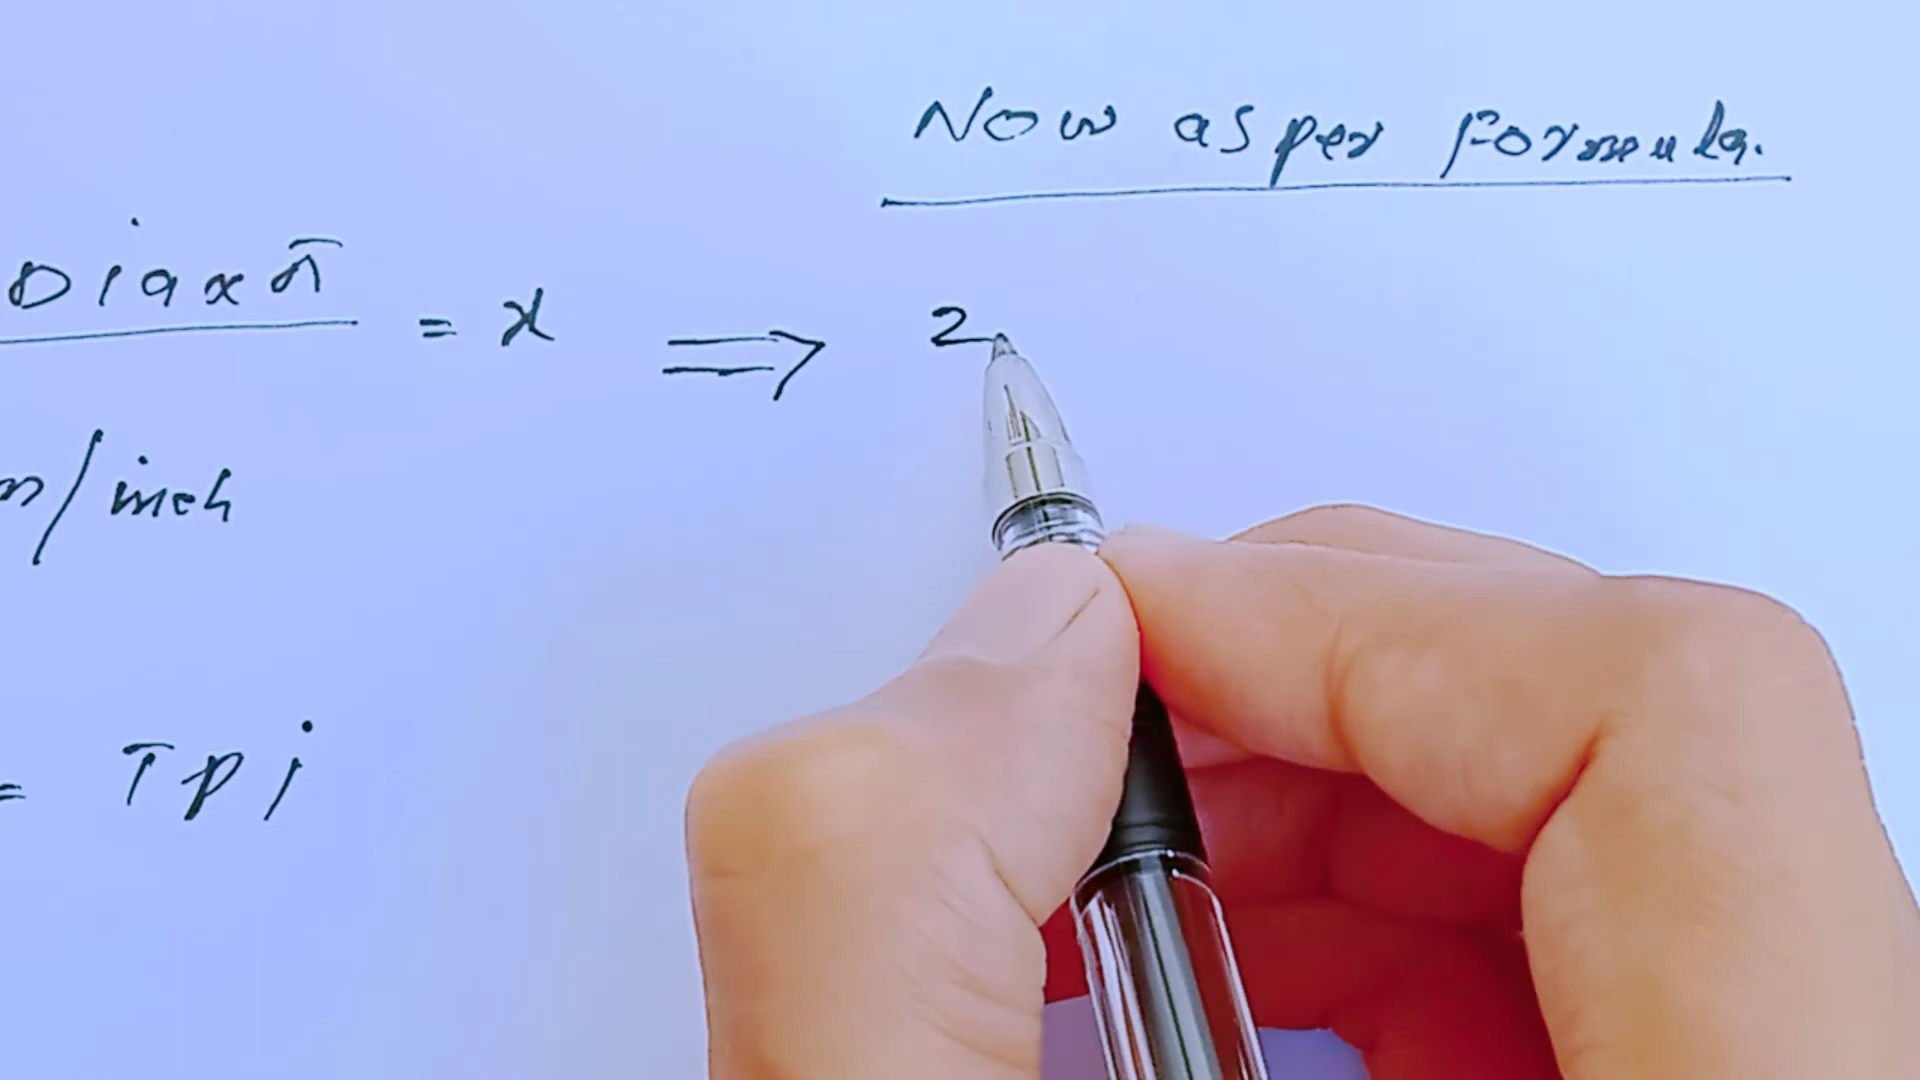 Now as per Formula.
Dia x π = x ⇒ 2
/inch
= Tpi